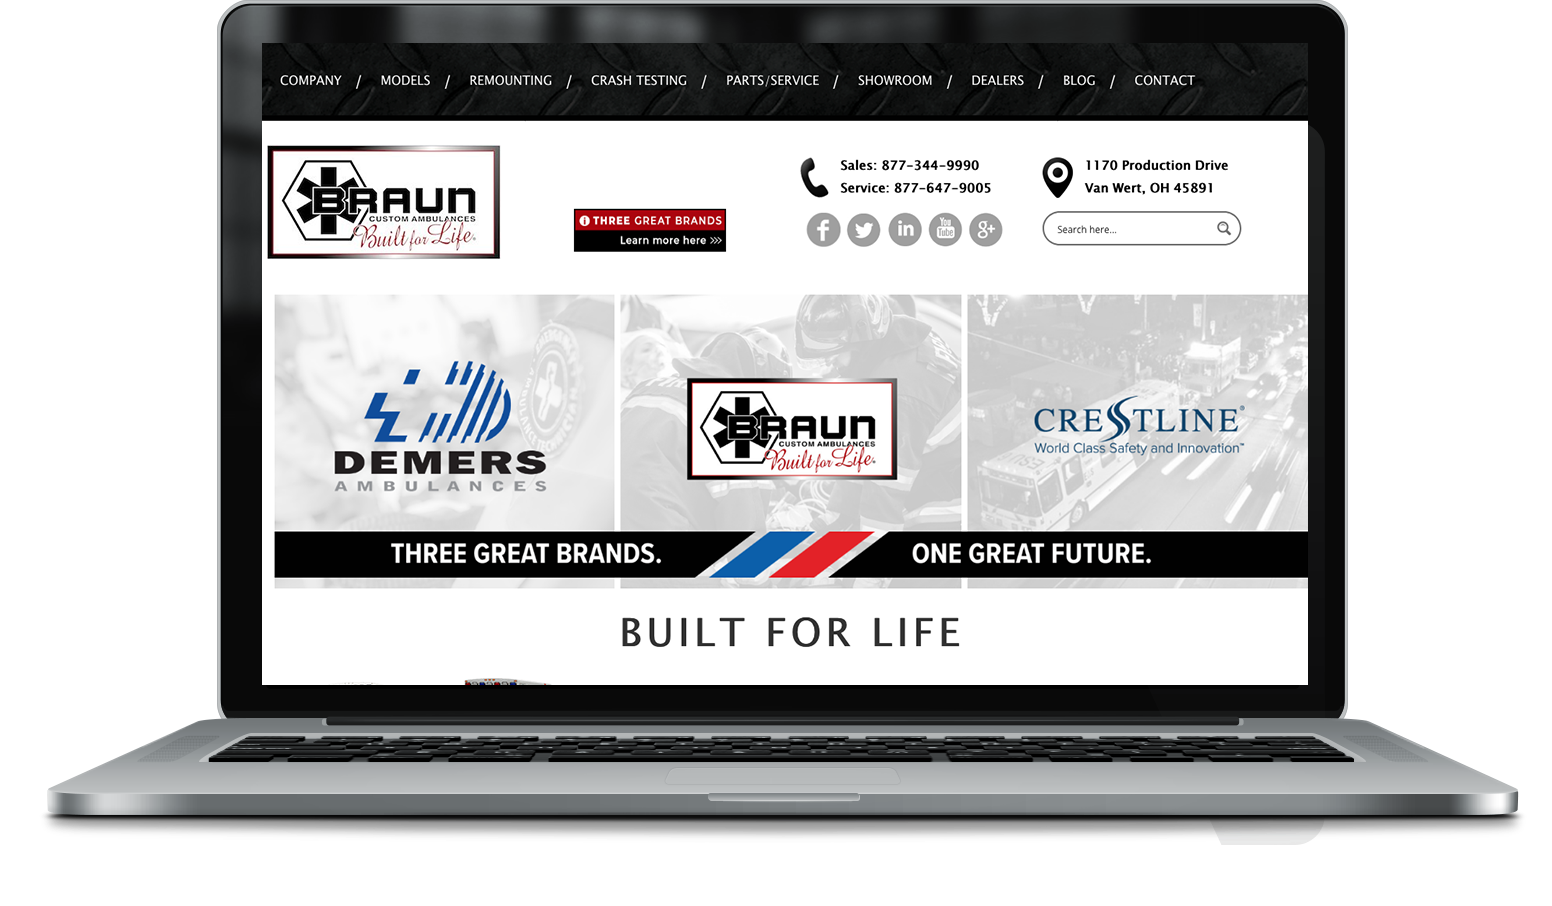 COMPANY / MODELS / REMOUNTING / CRASH TESTING / PARTS/SERVICE / SHOWROOM / DEALERS / BLOG / CONTACT
BRAUN
CUSTOM AMBULANCES
Built for Life
THREE GREAT BRANDS
Learn more here >>>
Sales: 877-344-9990
Service: 877-647-9005
1170 Production Drive
Van Wert, OH 45891
f in You Tube g+
Search here...
DEMERS
AMBULANCES
BRAUN
CUSTOM AMBULANCES
Built for Life
CRESTLINE®
World Class Safety and Innovation™
THREE GREAT BRANDS. ONE GREAT FUTURE.
BUILT FOR LIFE